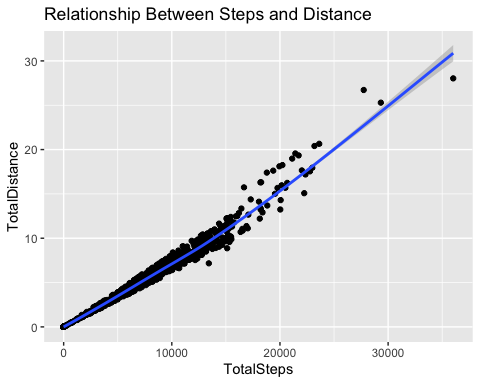 Relationship Between Steps and Distance
30
20
10
0
TotalDistance
0 10000 20000 30000
TotalSteps